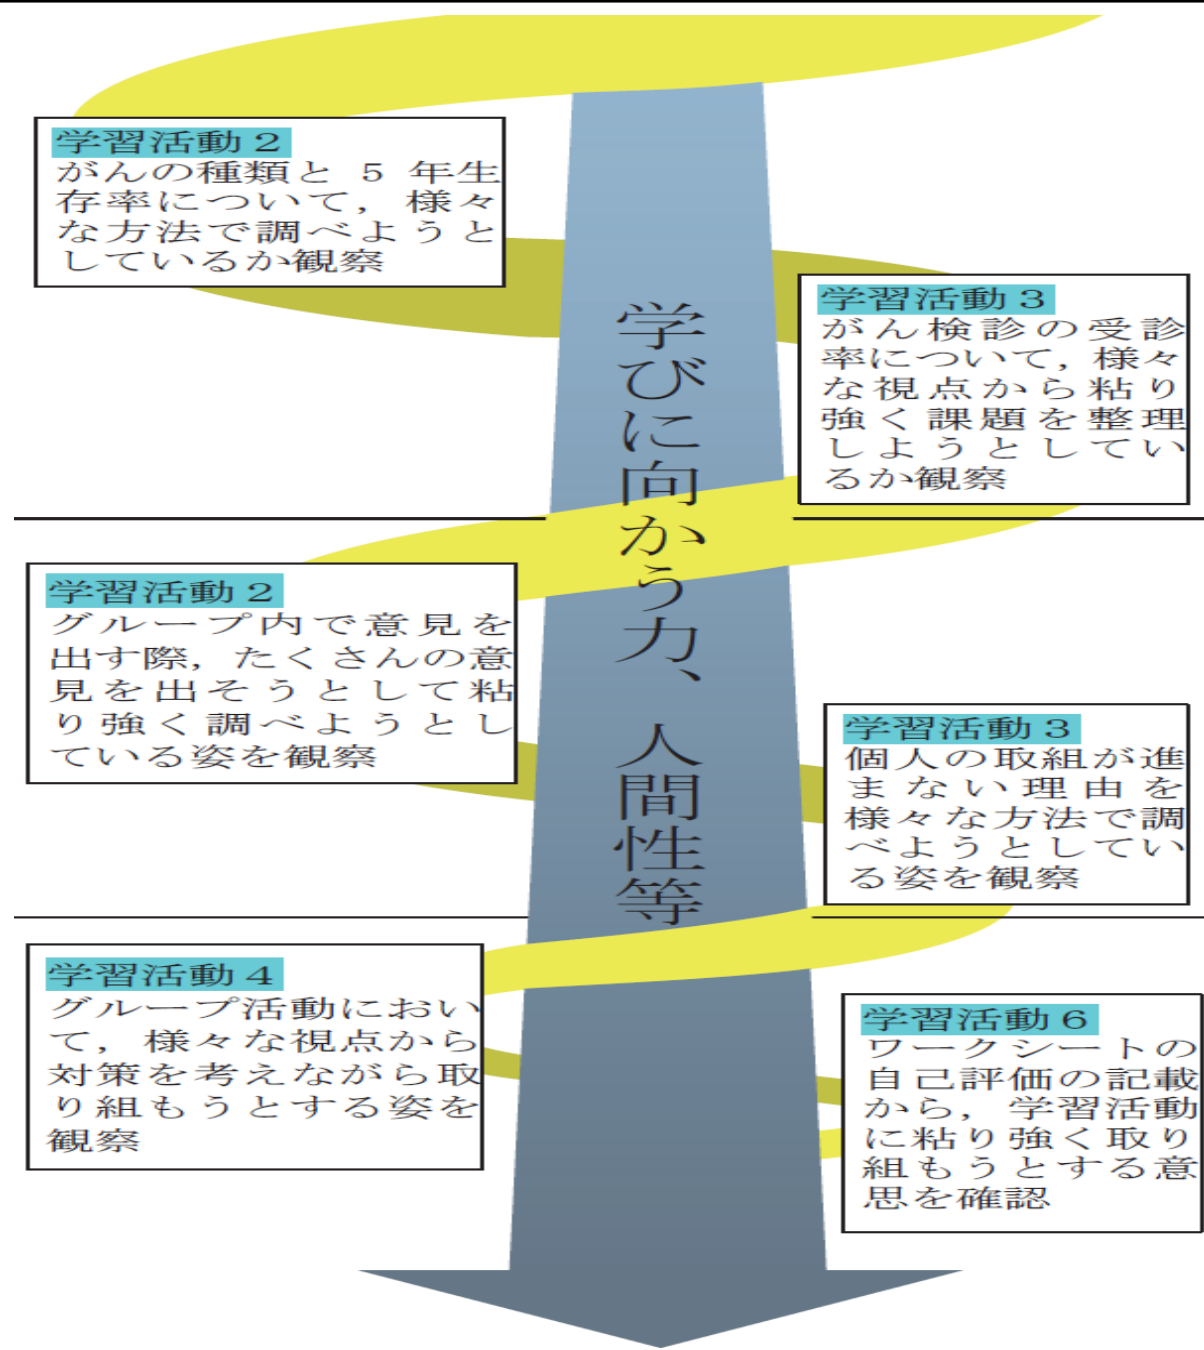 学習活動２
がんの種類と ５ 年生
存率について，様々
な方法で調べようと
しているか観察
学習活動３
がん検診の受診
率について，様々
な視点から粘り
強く課題を整理
しようとしてい
るか観察
学びに向かう力、人間性等
学習活動２
グループ内で意見を
出す際，たくさんの意
見を出そうとして粘
り強く調べようとし
ている姿を観察
学習活動３
個人の取組が進
まない理由を
様々な方法で調
べようとしてい
る姿を観察
学習活動４
グループ活動におい
て，様々な視点から
対策を考えながら取
り組もうとする姿を
観察
学習活動６
ワークシートの
自己評価の記載
から，学習活動
に粘り強く取り
組もうとする意
思を確認